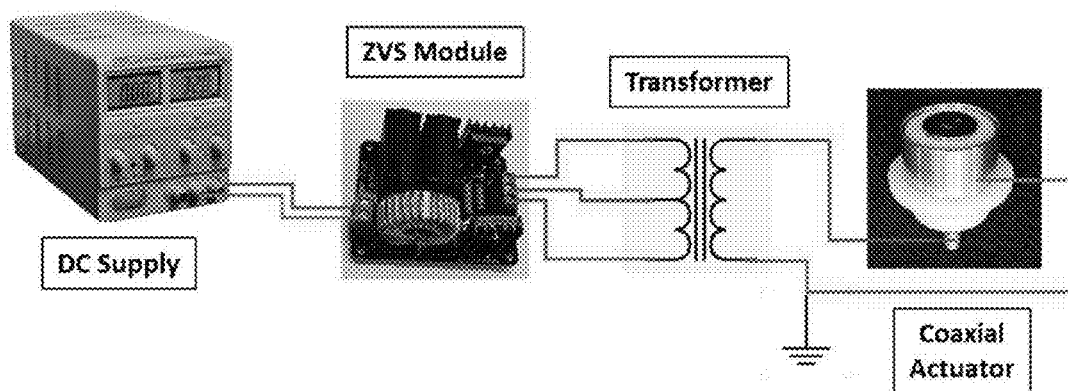 DC Supply
ZVS Module
Transformer
Coaxial
Actuator